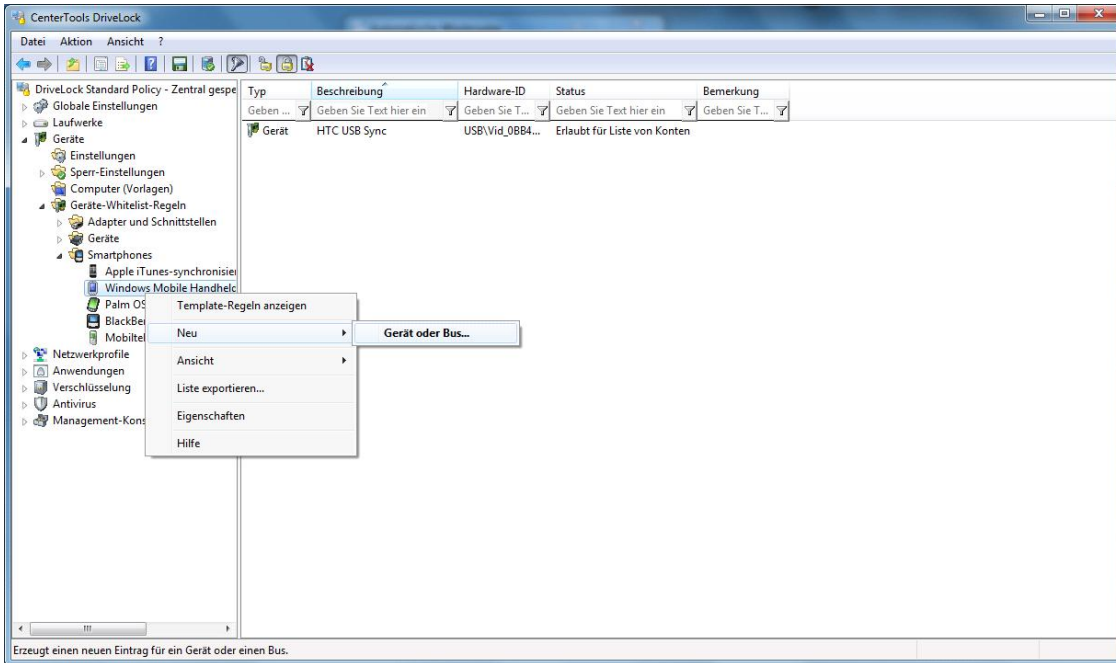 CenterTools DriveLock
Datei Aktion Ansicht ?
DriveLock Standard Policy - Zentral gespe
Globale Einstellungen
Laufwerke
Geräte
Einstellungen
Sperr-Einstellungen
Computer (Vorlagen)
Geräte-Whitelist-Regeln
Adapter und Schnittstellen
Geräte
Smartphones
Apple iTunes-synchronisier
Windows Mobile Handheld
Palm OS
BlackBer
Mobiltel
Netzwerkprofile
Anwendungen
Verschlüsselung
Antivirus
Management-Kons
Typ Beschreibung Hardware-ID Status Bemerkung
Geben ... Geben Sie Text hier ein Geben Sie T... Geben Sie Text hier ein Geben Sie T...
Gerät HTC USB Sync USB\Vid_0BB4... Erlaubt für Liste von Konten
Template-Regeln anzeigen
Neu
Gerät oder Bus...
Ansicht
Liste exportieren...
Eigenschaften
Hilfe
Erzeugt einen neuen Eintrag für ein Gerät oder einen Bus.